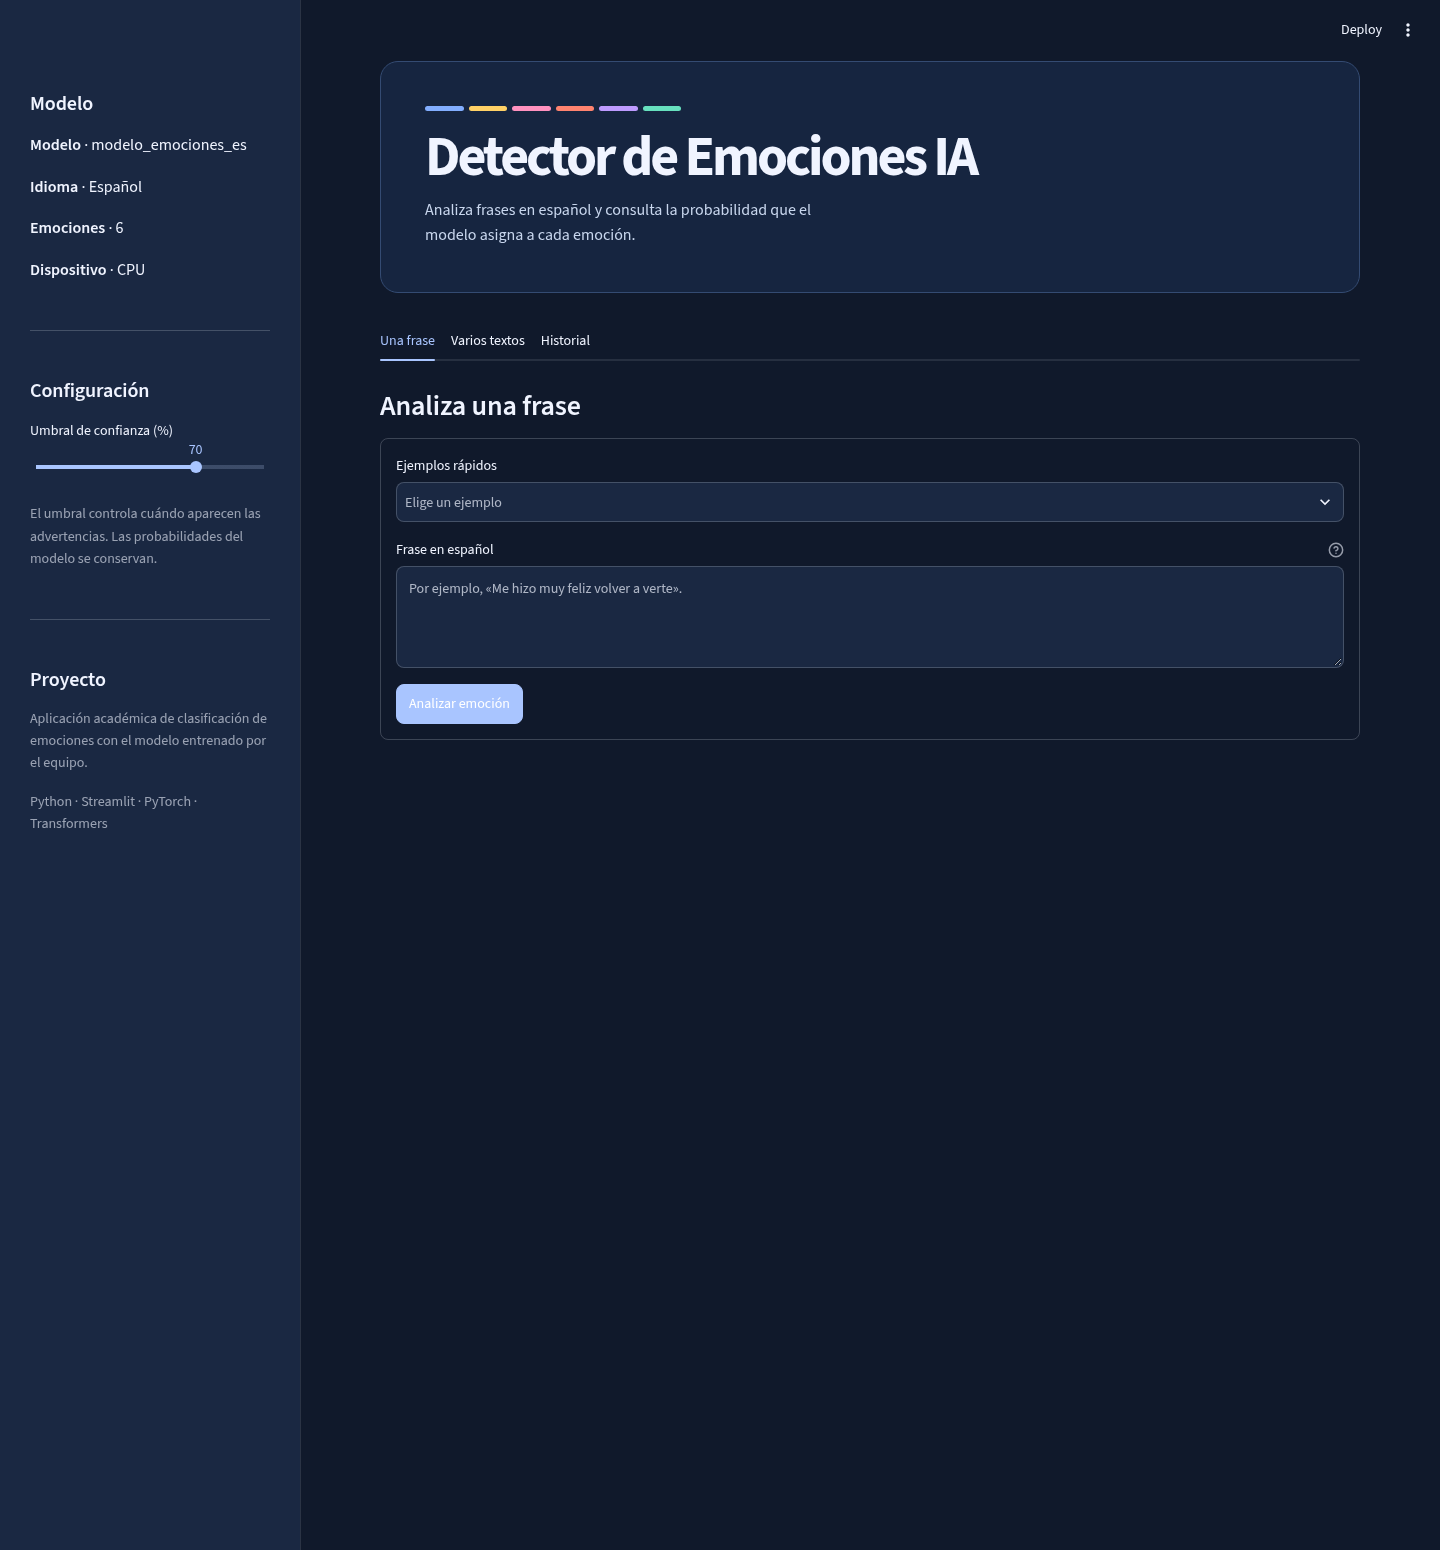 Deploy
Modelo
Modelo · modelo_emociones_es
Idioma · Español
Emociones · 6
Dispositivo · CPU
Configuración
Umbral de confianza (%)
70
El umbral controla cuándo aparecen las
advertencias. Las probabilidades del
modelo se conservan.
Proyecto
Aplicación académica de clasificación de
emociones con el modelo entrenado por
el equipo.
Python · Streamlit · PyTorch ·
Transformers
Detector de Emociones IA
Analiza frases en español y consulta la probabilidad que el
modelo asigna a cada emoción.
Una frase Varios textos Historial
Analiza una frase
Ejemplos rápidos
Elige un ejemplo
Frase en español
Por ejemplo, «Me hizo muy feliz volver a verte».
Analizar emoción